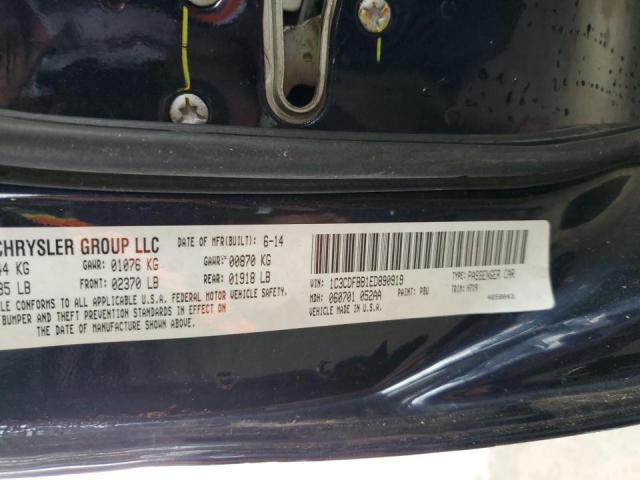 CHRYSLER GROUP LLC DATE OF MFR(BUILT): 6-14
KG GAWR: 01076 KG GAWR: 00870 KG
LB FRONT: 02370 LB REAR: 01918 LB
CONFORMS TO ALL APPLICABLE U.S.A. FEDERAL MOTOR VEHICLE SAFETY,
BUMPER AND THEFT PREVENTION STANDARDS IN EFFECT ON
THE DATE OF MANUFACTURE SHOWN ABOVE.
VIN: 1C3CDFBB1ED890919 TYPE: PASSENGER CAR
MDH: 060701 052AA PAINT: PBU TRIM: A7X9
VEHICLE MADE IN U.S.A.